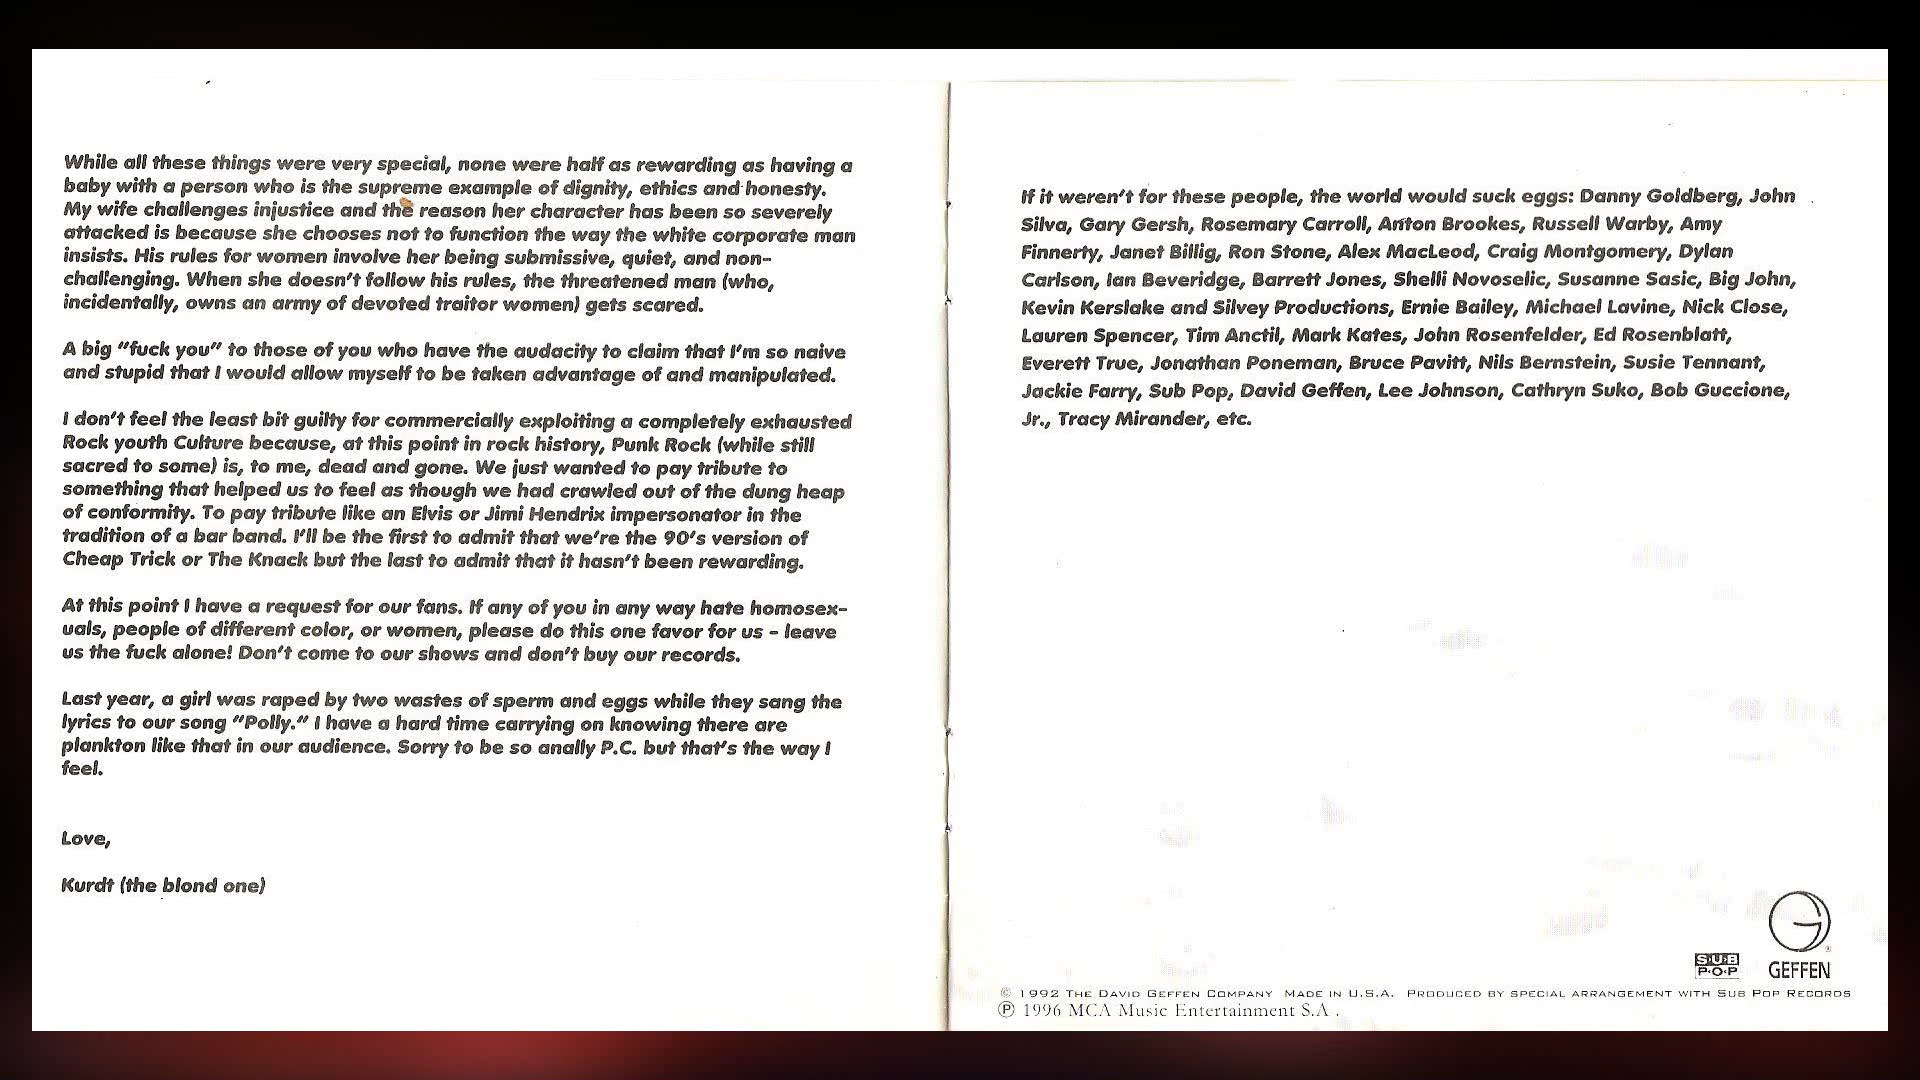 While all these things were very special, none were half as rewarding as having a
baby with a person who is the supreme example of dignity, ethics and honesty.
My wife challenges injustice and the reason her character has been so severely
attacked is because she chooses not to function the way the white corporate man
insists. His rules for women involve her being submissive, quiet, and non-
challenging. When she doesn't follow his rules, the threatened man (who,
incidentally, owns an army of devoted traitor women) gets scared.
A big "fuck you" to those of you who have the audacity to claim that I'm so naive
and stupid that I would allow myself to be taken advantage of and manipulated.
I don't feel the least bit guilty for commercially exploiting a completely exhausted
Rock youth Culture because, at this point in rock history, Punk Rock (while still
sacred to some) is, to me, dead and gone. We just wanted to pay tribute to
something that helped us to feel as though we had crawled out of the dung heap
of conformity. To pay tribute like an Elvis or Jimi Hendrix impersonator in the
tradition of a bar band. I'll be the first to admit that we're the 90's version of
Cheap Trick or The Knack but the last to admit that it hasn't been rewarding.
At this point I have a request for our fans. If any of you in any way hate homosex-
uals, people of different color, or women, please do this one favor for us - leave
us the fuck alone! Don't come to our shows and don't buy our records.
Last year, a girl was raped by two wastes of sperm and eggs while they sang the
lyrics to our song "Polly." I have a hard time carrying on knowing there are
plankton like that in our audience. Sorry to be so anally P.C. but that's the way I
feel.
Love,
Kurdt (the blond one)
If it weren't for these people, the world would suck eggs: Danny Goldberg, John
Silva, Gary Gersh, Rosemary Carroll, Anton Brookes, Russell Warby, Amy
Finnerty, Janet Billig, Ron Stone, Alex MacLeod, Craig Montgomery, Dylan
Carlson, Ian Beveridge, Barrett Jones, Shelli Novoselic, Susanne Sasic, Big John,
Kevin Kerslake and Silvey Productions, Ernie Bailey, Michael Lavine, Nick Close,
Lauren Spencer, Tim Anctil, Mark Kates, John Rosenfelder, Ed Rosenblatt,
Everett True, Jonathan Poneman, Bruce Pavitt, Nils Bernstein, Susie Tennant,
Jackie Farry, Sub Pop, David Geffen, Lee Johnson, Cathryn Suko, Bob Guccione,
Jr., Tracy Mirander, etc.
SUB
P·O·P
GEFFEN
© 1992 The David Geffen Company Made in U.S.A. Produced by special arrangement with Sub Pop Records
℗ 1996 MCA Music Entertainment S.A.